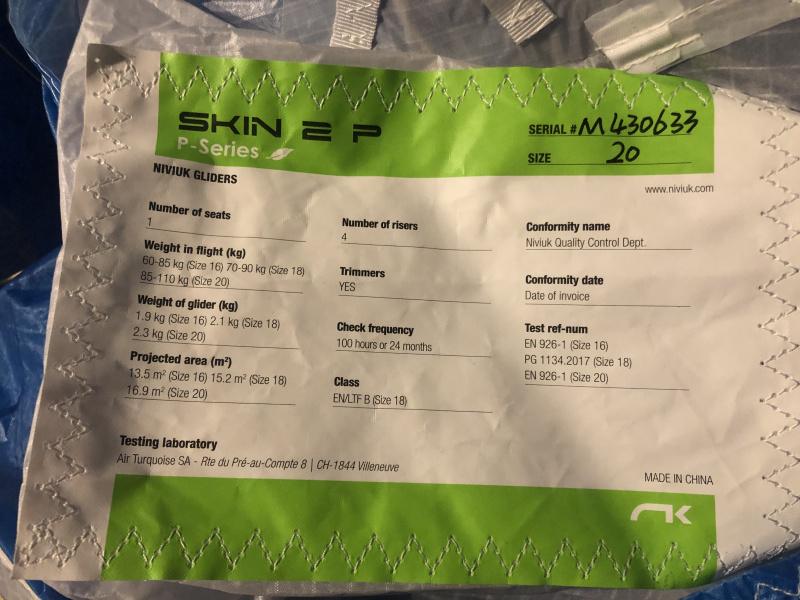 SKIN 2 P
P-Series
SERIAL # M430633
SIZE 20
www.niviuk.com
NIVIUK GLIDERS
Number of seats
1
Weight in flight (kg)
60-85 kg (Size 16) 70-90 kg (Size 18)
85-110 kg (Size 20)
Weight of glider (kg)
1.9 kg (Size 16) 2.1 kg (Size 18)
2.3 kg (Size 20)
Projected area (m²)
13.5 m² (Size 16) 15.2 m² (Size 18)
16.9 m² (Size 20)
Number of risers
4
Trimmers
YES
Check frequency
100 hours or 24 months
Class
EN/LTF B (Size 18)
Conformity name
Niviuk Quality Control Dept.
Conformity date
Date of invoice
Test ref-num
EN 926-1 (Size 16)
PG 1134.2017 (Size 18)
EN 926-1 (Size 20)
Testing laboratory
Air Turquoise SA - Rte du Pré-au-Compte 8 | CH-1844 Villeneuve
MADE IN CHINA